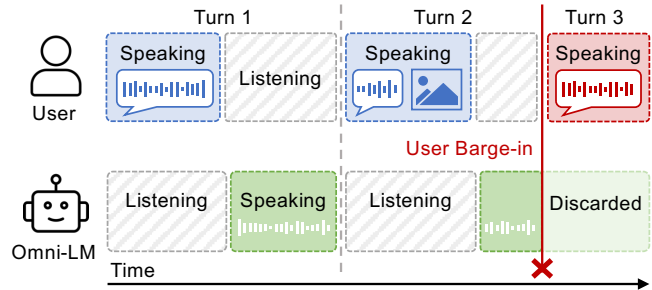 Turn 1
Turn 2
Turn 3
Speaking
Listening
Speaking
Speaking
User
User Barge-in
Listening
Speaking
Listening
Discarded
Omni-LM
Time